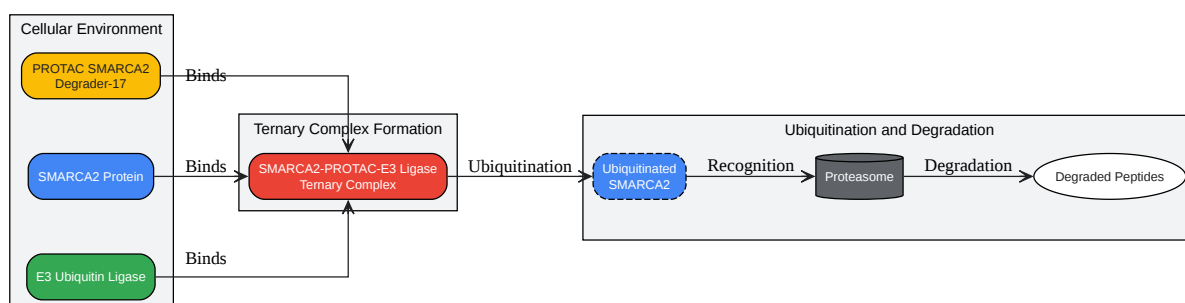 Cellular Environment
PROTAC SMARCA2
Degrader-17
Binds
SMARCA2 Protein
Binds
E3 Ubiquitin Ligase
Binds
Ternary Complex Formation
SMARCA2-PROTAC-E3 Ligase
Ternary Complex
Ubiquitination
Ubiquitination and Degradation
Ubiquitinated
SMARCA2
Recognition
Proteasome
Degradation
Degraded Peptides